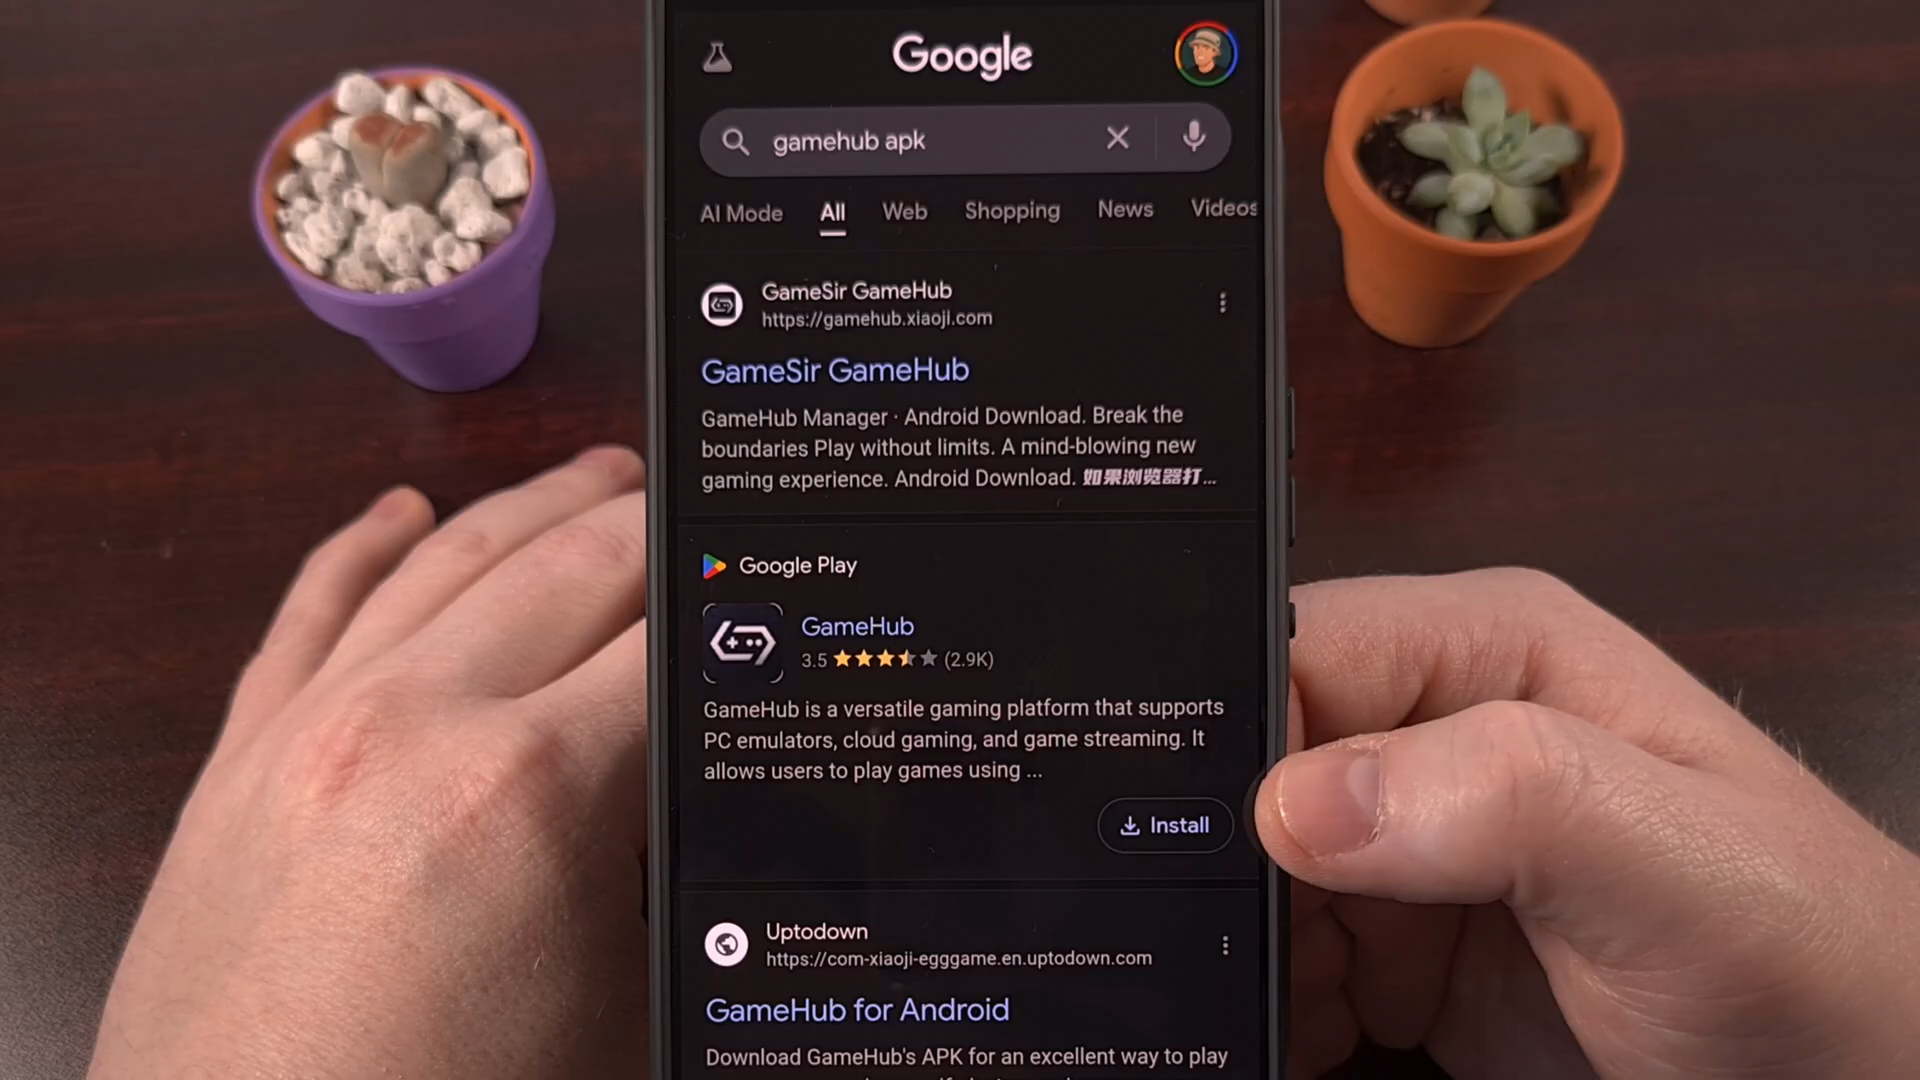 Google
gamehub apk
AI Mode All Web Shopping News Videos
GameSir GameHub
https://gamehub.xiaoji.com
GameSir GameHub
GameHub Manager · Android Download. Break the
boundaries Play without limits. A mind-blowing new
gaming experience. Android Download. 如果浏览器打...
Google Play
GameHub
3.5 (2.9K)
GameHub is a versatile gaming platform that supports
PC emulators, cloud gaming, and game streaming. It
allows users to play games using ...
Install
Uptodown
https://com-xiaoji-egggame.en.uptodown.com
GameHub for Android
Download GameHub's APK for an excellent way to play